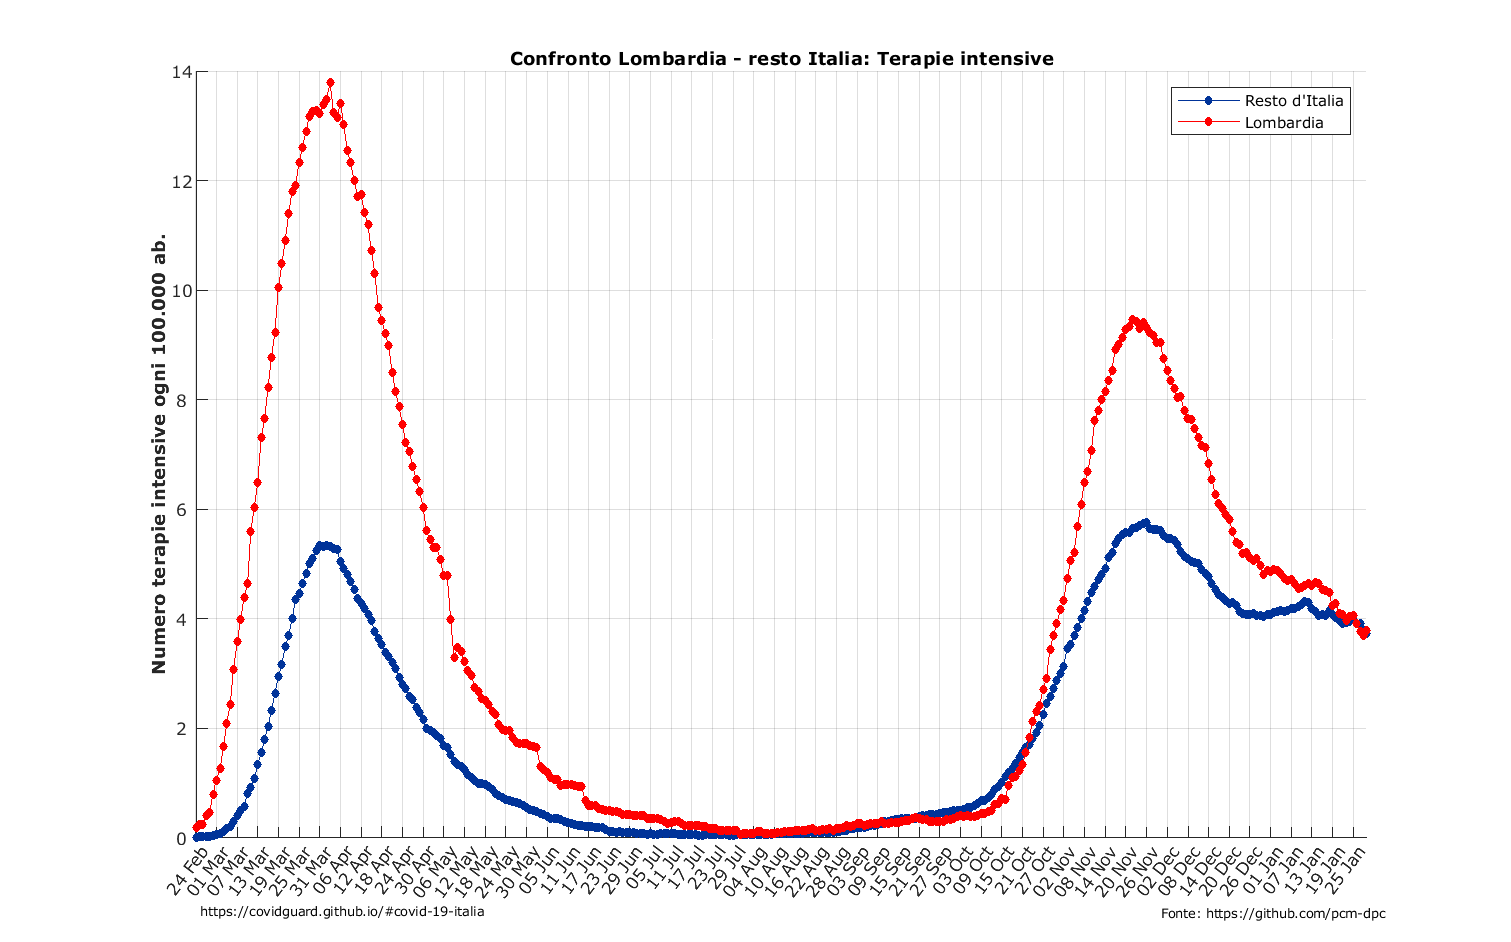 Confronto Lombardia - resto Italia: Terapie intensive
Numero terapie intensive ogni 100.000 ab.
14
12
10
8
6
4
2
0
Resto d'Italia
Lombardia
24 Feb
01 Mar
07 Mar
13 Mar
19 Mar
25 Mar
31 Mar
06 Apr
12 Apr
18 Apr
24 Apr
30 Apr
06 May
12 May
18 May
24 May
30 May
05 Jun
11 Jun
17 Jun
23 Jun
29 Jun
05 Jul
11 Jul
17 Jul
23 Jul
29 Jul
04 Aug
10 Aug
16 Aug
22 Aug
28 Aug
03 Sep
09 Sep
15 Sep
21 Sep
27 Sep
03 Oct
09 Oct
15 Oct
21 Oct
27 Oct
02 Nov
08 Nov
14 Nov
20 Nov
26 Nov
02 Dec
08 Dec
14 Dec
20 Dec
26 Dec
01 Jan
07 Jan
13 Jan
19 Jan
25 Jan
https://covidguard.github.io/#covid-19-italia
Fonte: https://github.com/pcm-dpc